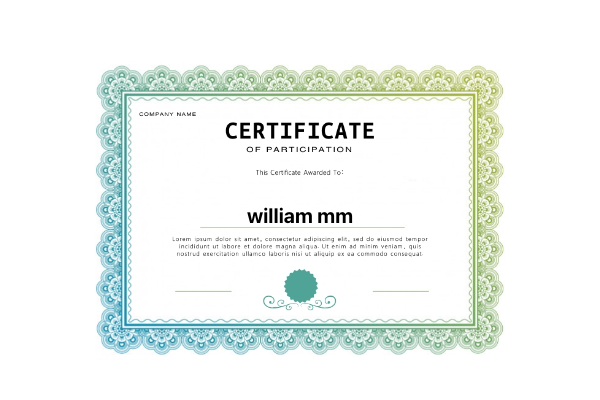 COMPANY NAME
CERTIFICATE
OF PARTICIPATION
This Certificate Awarded To:
william mm
Lorem ipsum dolor sit amet, consectetur adipiscing elit, sed do eiusmod tempor
incididunt ut labore et dolore magna aliqua. Ut enim ad minim veniam, quis
nostrud exercitation ullamco laboris nisi ut aliquip ex ea commodo consequat.